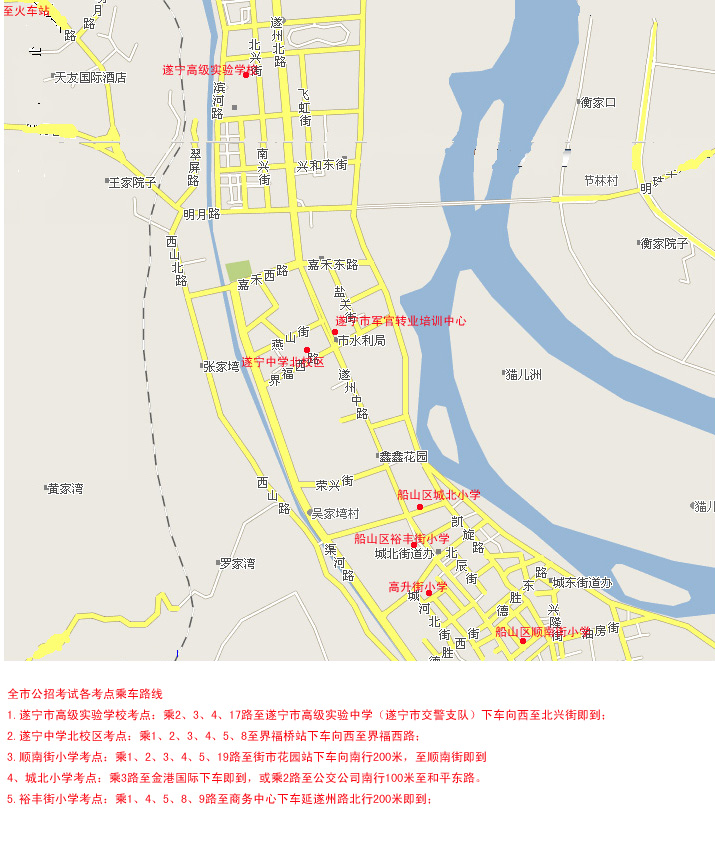 至火车站
路
月
路
北
遂州北路
北兴街
天友国际酒店
遂宁高级实验学校
滨河路
飞虹街
衡家口
翠屏路
南兴街
兴和东街
王家院子
节林村
明珠
明月路
西山北路
衡家院子
嘉禾西路
嘉禾东路
盐关街
遂宁市军官转业培训中心
燕山街
市水利局
遂宁中学北校区
张家塆
界福西路
遂州中路
猫儿洲
鑫鑫花园
黄家湾
西山路
荣兴街
船山区城北小学
吴家塆村
猫儿
凯旋路
船山区裕丰街小学
城北街道办
渠河路
罗家湾
北辰街
高升街小学
城东街道办
东路
胜
德
城河北街
兴隆街
船山区顺南街小学
油房街
西街
德胜
全市公招考试各考点乘车路线
1.遂宁市高级实验学校考点: 乘2、3、4、17路至遂宁市高级实验中学（遂宁市交警支队）下车向西至北兴街即到;
2.遂宁中学北校区考点: 乘1、2、3、4、5、8至界福桥站下车向西至界福西路;
3.顺南街小学考点: 乘1、2、3、4、5、19路至街市花园站下车向南行200米, 至顺南街即到
4、城北小学考点: 乘3路至金港国际下车即到, 或乘2路至公交公司南行100米至和平东路。
5.裕丰街小学考点: 乘1、4、5、8、9路至商务中心下车延遂州路北行200米即到;